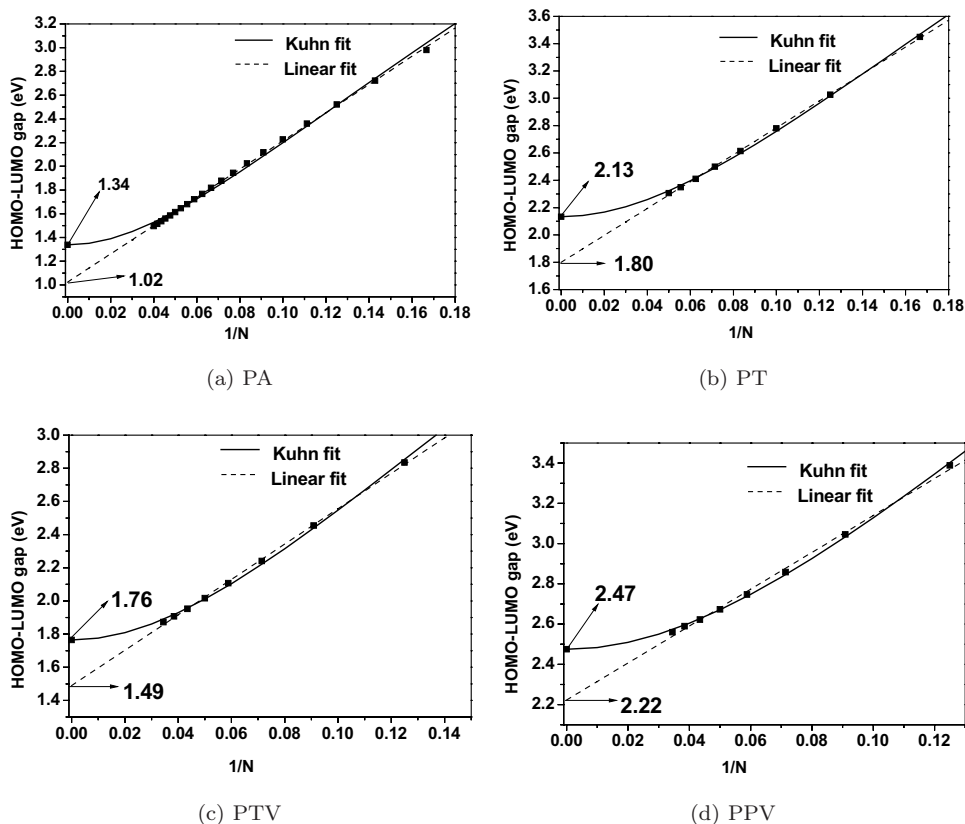 HOMO-LUMO gap (eV)
3.2
3.0
2.8
2.6
2.4
2.2
2.0
1.8
1.6
1.4
1.2
1.0
Kuhn fit
Linear fit
1.34
1.02
0.00 0.02 0.04 0.06 0.08 0.10 0.12 0.14 0.16 0.18
1/N
(a) PA
HOMO-LUMO gap (eV)
3.6
3.4
3.2
3.0
2.8
2.6
2.4
2.2
2.0
1.8
1.6
Kuhn fit
Linear fit
2.13
1.80
0.00 0.02 0.04 0.06 0.08 0.10 0.12 0.14 0.16 0.18
1/N
(b) PT
HOMO-LUMO gap (eV)
3.0
2.8
2.6
2.4
2.2
2.0
1.8
1.6
1.4
Kuhn fit
Linear fit
1.76
1.49
0.00 0.02 0.04 0.06 0.08 0.10 0.12 0.14
1/N
(c) PTV
HOMO-LUMO gap (eV)
3.4
3.2
3.0
2.8
2.6
2.4
2.2
Kuhn fit
Linear fit
2.47
2.22
0.00 0.02 0.04 0.06 0.08 0.10 0.12
1/N
(d) PPV